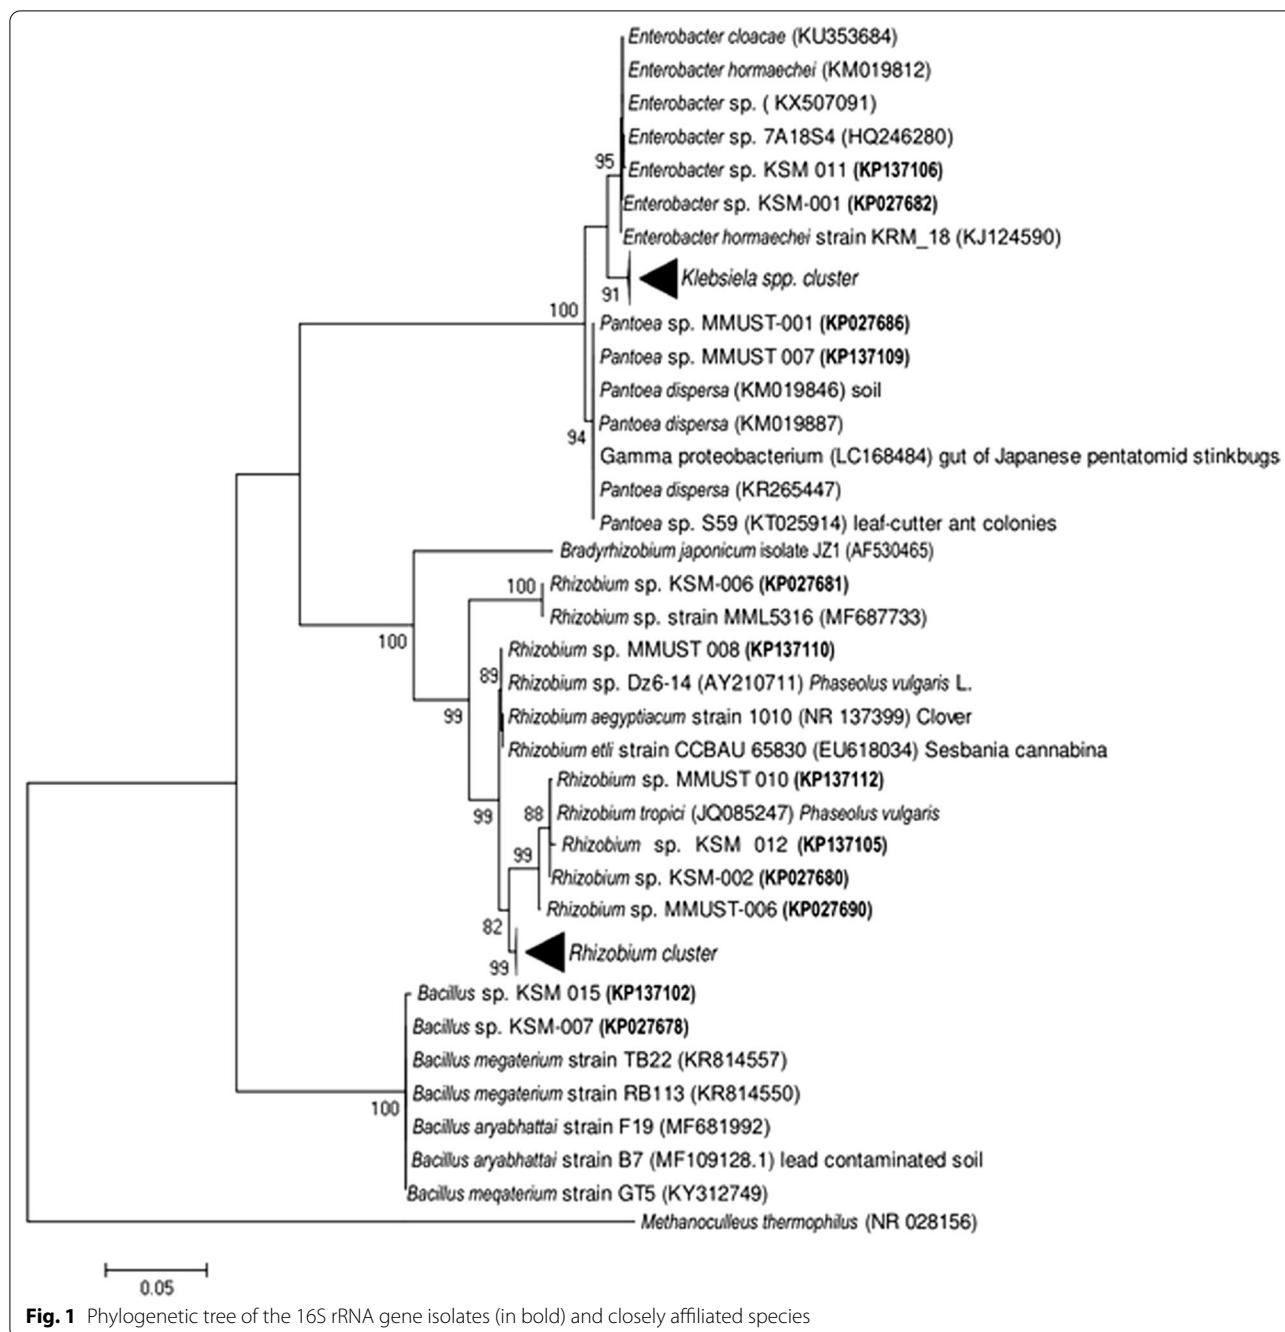 Enterobacter cloacae (KU353684)
Enterobacter hormaechei (KM019812)
Enterobacter sp. ( KX507091)
Enterobacter sp. 7A18S4 (HQ246280)
95
Enterobacter sp. KSM 011 (KP137106)
Enterobacter sp. KSM-001 (KP027682)
Enterobacter hormaechei strain KRM_18 (KJ124590)
Klebsiela spp. cluster
91
100
Pantoea sp. MMUST-001 (KP027686)
Pantoea sp. MMUST 007 (KP137109)
Pantoea dispersa (KM019846) soil
Pantoea dispersa (KM019887)
94
Gamma proteobacterium (LC168484) gut of Japanese pentatomid stinkbugs
Pantoea dispersa (KR265447)
Pantoea sp. S59 (KT025914) leaf-cutter ant colonies
Bradyrhizobium japonicum isolate JZ1 (AF530465)
100
Rhizobium sp. KSM-006 (KP027681)
Rhizobium sp. strain MML5316 (MF687733)
100
Rhizobium sp. MMUST 008 (KP137110)
89
Rhizobium sp. Dz6-14 (AY210711) Phaseolus vulgaris L.
99
Rhizobium aegyptiacum strain 1010 (NR 137399) Clover
Rhizobium etli strain CCBAU 65830 (EU618034) Sesbania cannabina
Rhizobium sp. MMUST 010 (KP137112)
99
88
Rhizobium tropici (JQ085247) Phaseolus vulgaris
Rhizobium sp. KSM 012 (KP137105)
99
Rhizobium sp. KSM-002 (KP027680)
Rhizobium sp. MMUST-006 (KP027690)
82
Rhizobium cluster
99
Bacillus sp. KSM 015 (KP137102)
Bacillus sp. KSM-007 (KP027678)
Bacillus megaterium strain TB22 (KR814557)
Bacillus megaterium strain RB113 (KR814550)
100
Bacillus aryabhattai strain F19 (MF681992)
Bacillus aryabhattai strain B7 (MF109128.1) lead contaminated soil
Bacillus megaterium strain GT5 (KY312749)
Methanoculleus thermophilus (NR 028156)
0.05
Fig. 1 Phylogenetic tree of the 16S rRNA gene isolates (in bold) and closely affiliated species